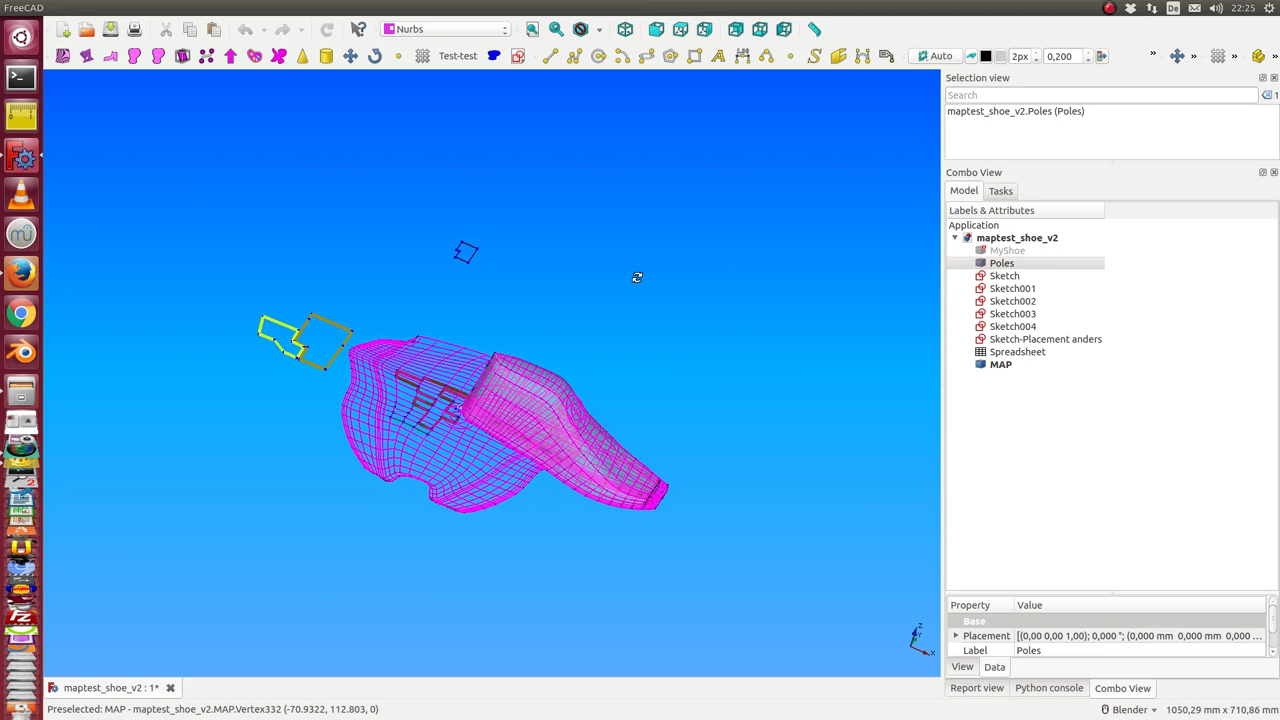 FreeCAD
De
22:25
Nurbs
Test-test
Auto
2px
0,200
»
»
»
Selection view
Search
1
maptest_shoe_v2.Poles (Poles)
Combo View
Model
Tasks
Labels & Attributes
Application
maptest_shoe_v2
MyShoe
Poles
Sketch
Sketch001
Sketch002
Sketch003
Sketch004
Sketch-Placement anders
Spreadsheet
MAP
Z
Y
X
Property
Value
Base
Placement
[(0,00 0,00 1,00); 0,000 °; (0,000 mm 0,000 mm 0,000 ...
Label
Poles
View
Data
maptest_shoe_v2 : 1*
Report view
Python console
Combo View
Preselected: MAP - maptest_shoe_v2.MAP.Vertex332 (-70.9322, 112.803, 0)
Blender
1050,29 mm x 710,86 mm